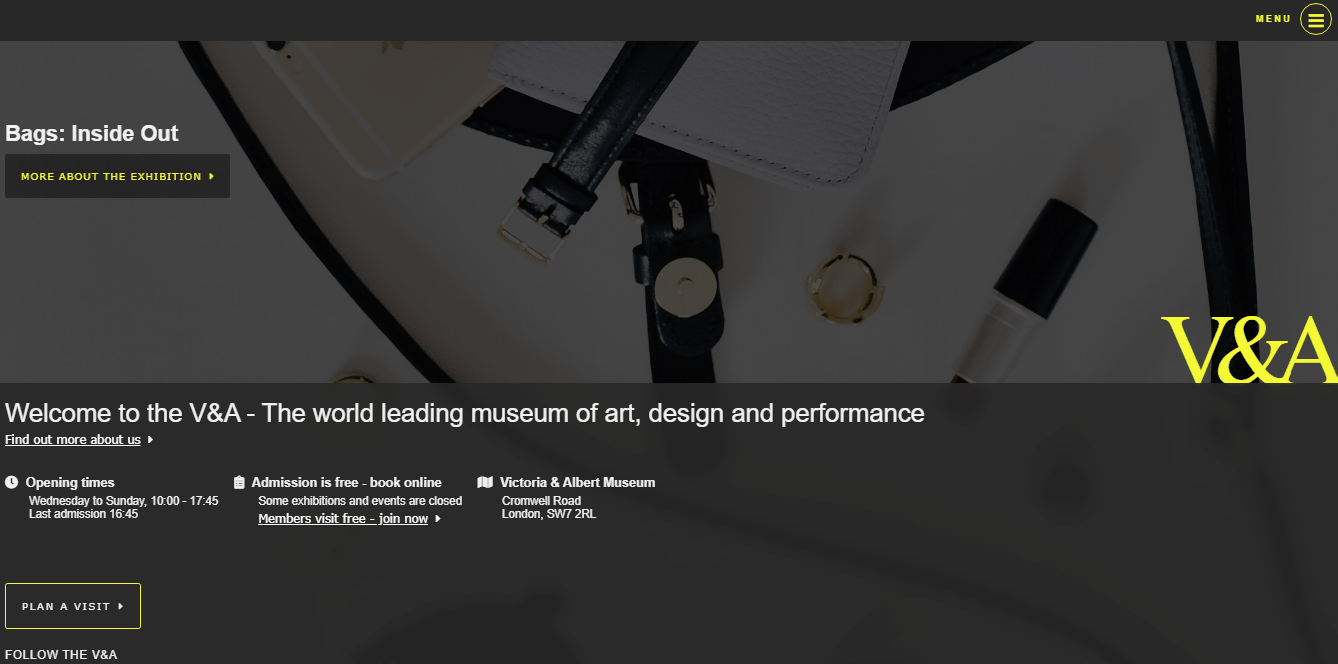 MENU
Bags: Inside Out
MORE ABOUT THE EXHIBITION
V&A
Welcome to the V&A - The world leading museum of art, design and performance
Find out more about us
Opening times
Wednesday to Sunday, 10:00 - 17:45
Last admission 16:45
Admission is free - book online
Some exhibitions and events are closed
Members visit free - join now
Victoria & Albert Museum
Cromwell Road
London, SW7 2RL
PLAN A VISIT
FOLLOW THE V&A